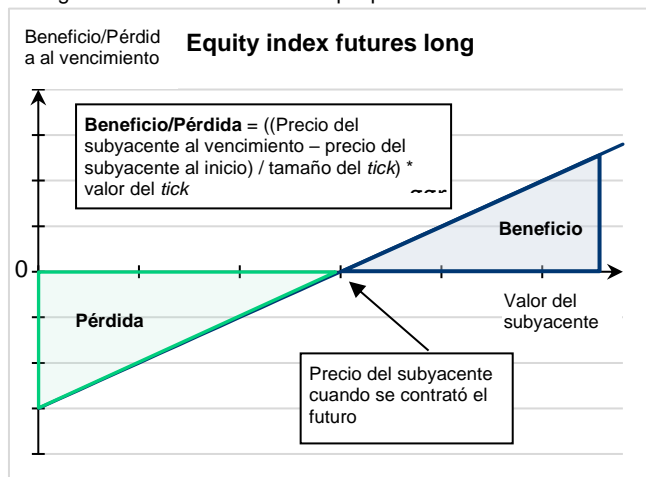 Beneficio/Pérdid
a al vencimiento
Equity index futures long
Beneficio/Pérdida = ((Precio del
subyacente al vencimiento – precio del
subyacente al inicio) / tamaño del tick) *
valor del tick
Beneficio
0
Pérdida
Valor del
subyacente
Precio del subyacente
cuando se contrató el
futuro